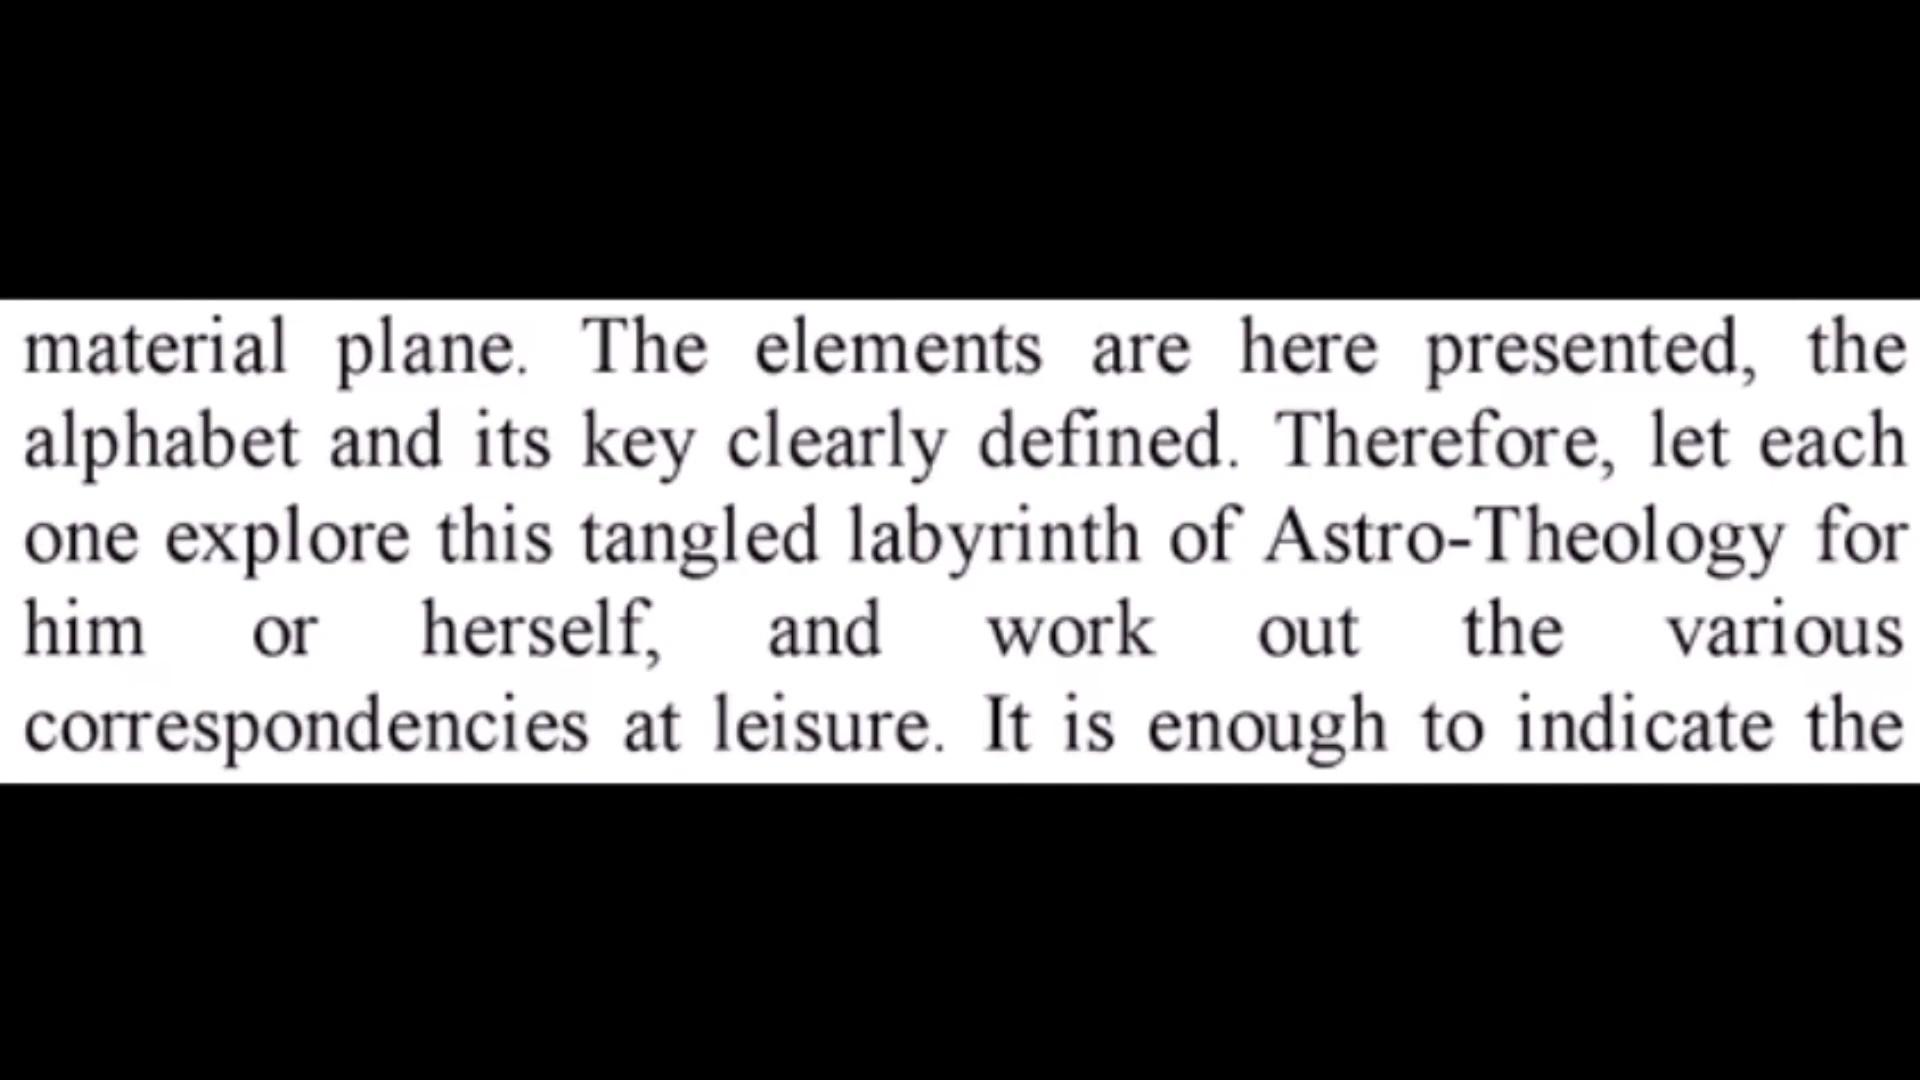 material plane. The elements are here presented, the
alphabet and its key clearly defined. Therefore, let each
one explore this tangled labyrinth of Astro-Theology for
him or herself, and work out the various
correspondencies at leisure. It is enough to indicate the